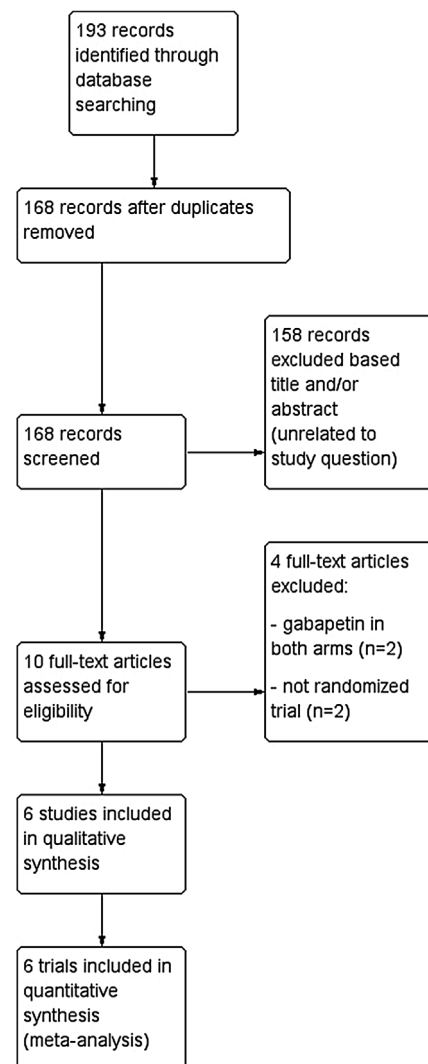 193 records
identified through
database
searching
168 records after duplicates
removed
158 records
excluded based
title and/or
abstract
(unrelated to
study question)
168 records
screened
4 full-text articles
excluded:
- gabapetin in
both arms (n=2)
- not randomized
trial (n=2)
10 full-text articles
assessed for
eligibility
6 studies included
in qualitative
synthesis
6 trials included in
quantitative
synthesis
(meta-analysis)